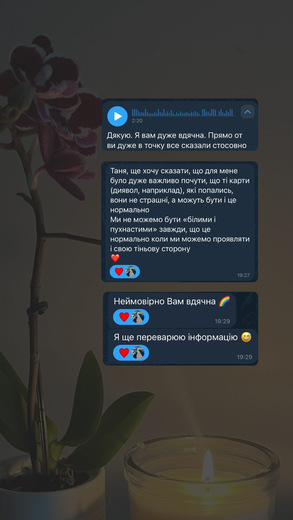 2:20
Дякую. Я вам дуже вдячна. Прямо от
ви дуже в точку все сказали стосовно
Таня, ще хочу сказати, що для мене
було дуже важливо почути, що ті карти
(диявол, наприклад), які попались,
вони не страшні, а можуть бути і це
нормально
Ми не можемо бути «білими і
пухнастими» завжди, що це
нормально коли ми можемо проявляти
і свою тіньову сторону
❤️
19:27
Неймовірно Вам вдячна 🌈
19:29
Я ще переварюю інформацію 🥹
19:29